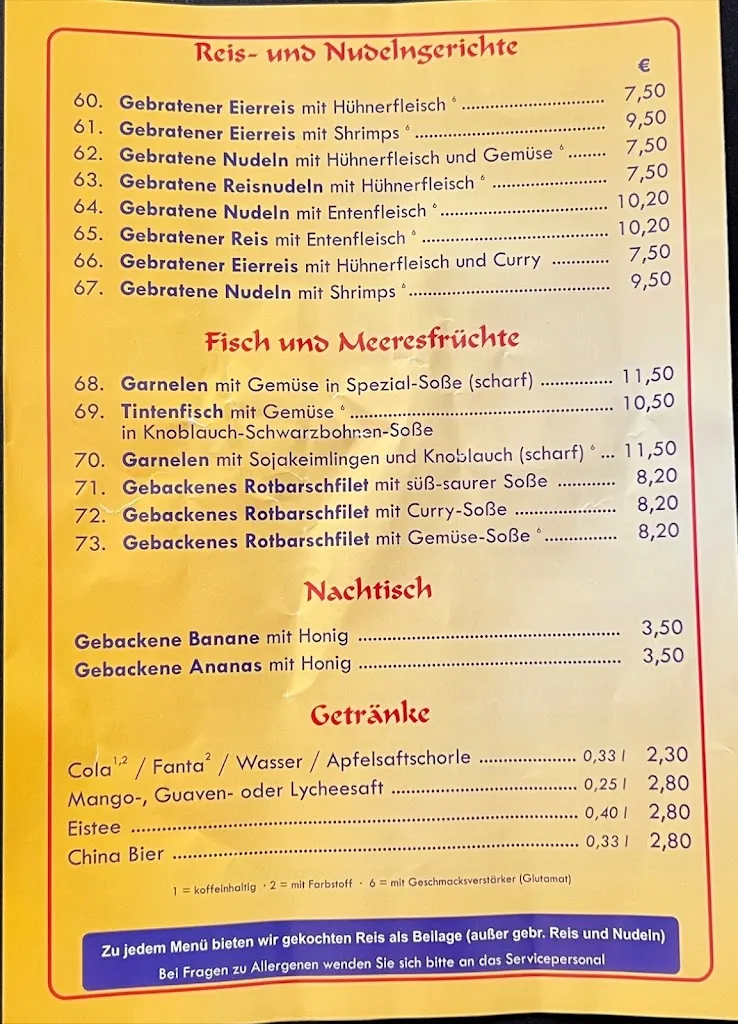 Reis- und Nudelngerichte
€
60. Gebratener Eierreis mit Hühnerfleisch ⁶ ............................ 7,50
61. Gebratener Eierreis mit Shrimps ⁶ ..................................... 9,50
62. Gebratene Nudeln mit Hühnerfleisch und Gemüse ⁶ ........ 7,50
63. Gebratene Reisnudeln mit Hühnerfleisch ⁶ ...................... 7,50
64. Gebratene Nudeln mit Entenfleisch ⁶ ................................ 10,20
65. Gebratener Reis mit Entenfleisch ⁶ ................................... 10,20
66. Gebratener Eierreis mit Hühnerfleisch und Curry ............ 7,50
67. Gebratene Nudeln mit Shrimps ⁶ ....................................... 9,50
Fisch und Meeresfrüchte
68. Garnelen mit Gemüse in Spezial-Soße (scharf) .............. 11,50
69. Tintenfisch mit Gemüse ⁶ .................................................. 10,50
in Knoblauch-Schwarzbohnen-Soße
70. Garnelen mit Sojakeimlingen und Knoblauch (scharf) ⁶ ... 11,50
71. Gebackenes Rotbarschfilet mit süß-saurer Soße ........... 8,20
72. Gebackenes Rotbarschfilet mit Curry-Soße .................... 8,20
73. Gebackenes Rotbarschfilet mit Gemüse-Soße ⁶ .............. 8,20
Nachtisch
Gebackene Banane mit Honig .................................................. 3,50
Gebackene Ananas mit Honig .................................................. 3,50
Getränke
Cola¹,² / Fanta² / Wasser / Apfelsaftschorle ................... 0,33 l 2,30
Mango-, Guaven- oder Lycheesaft .................................... 0,25 l 2,80
Eistee ................................................................................ 0,40 l 2,80
China Bier .......................................................................... 0,33 l 2,80
1 = koffeinhaltig · 2 = mit Farbstoff · 6 = mit Geschmacksverstärker (Glutamat)
Zu jedem Menü bieten wir gekochten Reis als Beilage (außer gebr. Reis und Nudeln)
Bei Fragen zu Allergenen wenden Sie sich bitte an das Servicepersonal